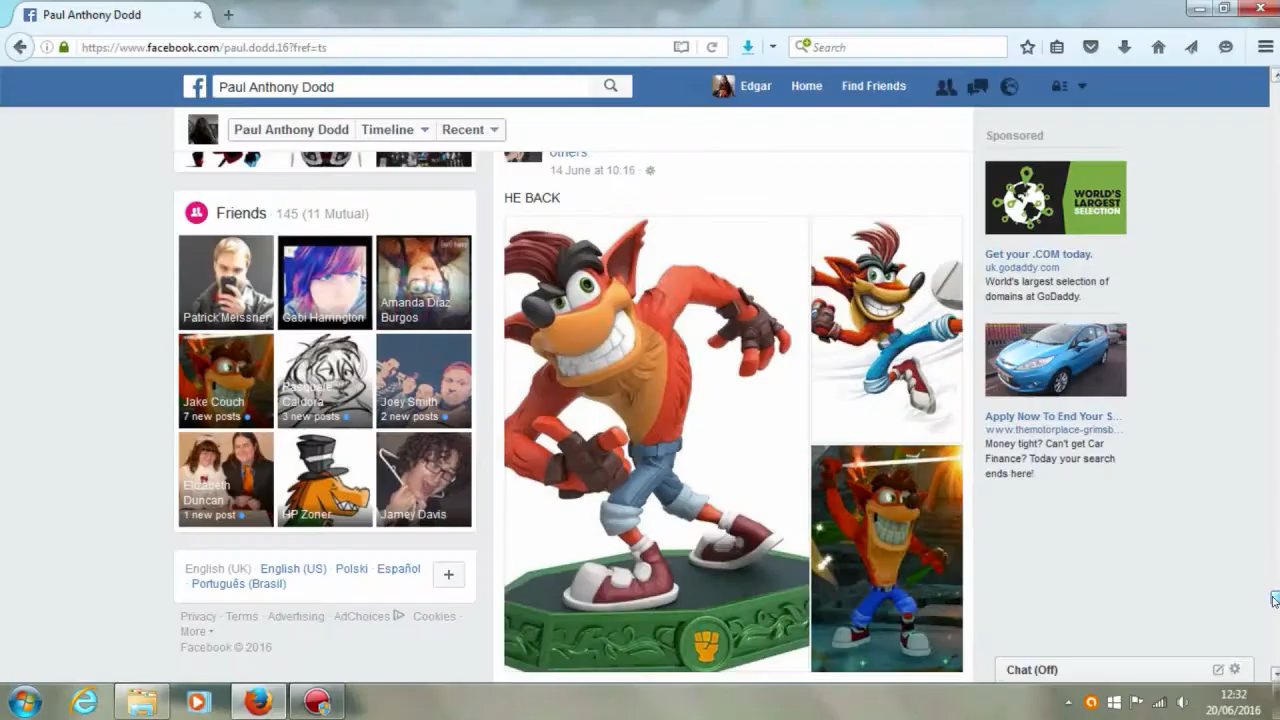 Paul Anthony Dodd
https://www.facebook.com/paul.dodd.16?fref=ts
Search
Paul Anthony Dodd
Edgar
Home
Find Friends
Paul Anthony Dodd
Timeline
Recent
others.
14 June at 10:16
HE BACK
Friends · 145 (11 Mutual)
Patrick Meissner
Gabi Harrington
Amanda Díaz
Burgos
Jake Couch
7 new posts
Pasquale
Caldora
3 new posts
Joey Smith
2 new posts
Elizabeth
Duncan
1 new post
HP Zoner
Jamey Davis
English (UK) · English (US) · Polski · Español
· Português (Brasil)
+
Privacy · Terms · Advertising · AdChoices · Cookies ·
More
Facebook © 2016
Sponsored
WORLD'S
LARGEST
SELECTION
Get your .COM today.
uk.godaddy.com
World's largest selection of
domains at GoDaddy.
Apply Now To End Your S...
www.themotorplace-grimsb...
Money tight? Can't get Car
Finance? Today your search
ends here!
Chat (Off)
12:32
20/06/2016